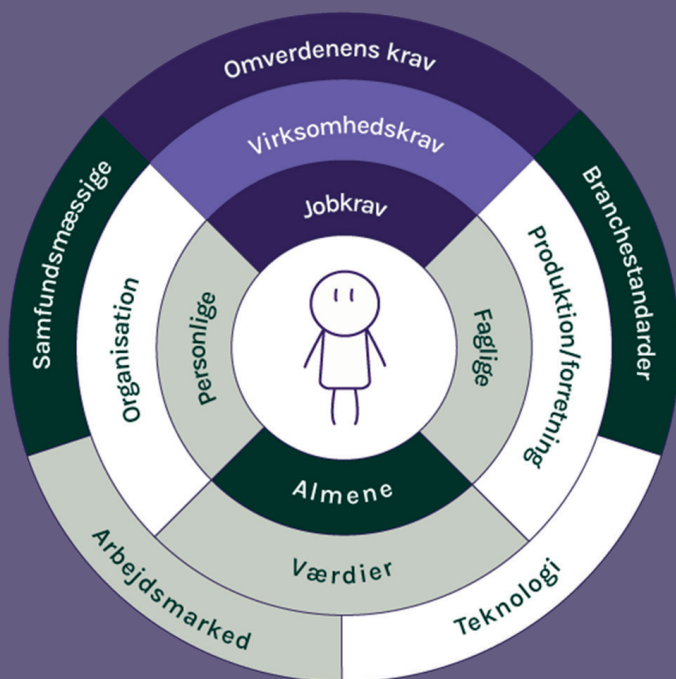 Omverdenens krav
Virksomhedskrav
Jobkrav
Samfundsmæssige
Organisation
Personlige
Faglige
Produktion/forretning
Branchestandarder
Almene
Værdier
Arbejdsmarked
Teknologi